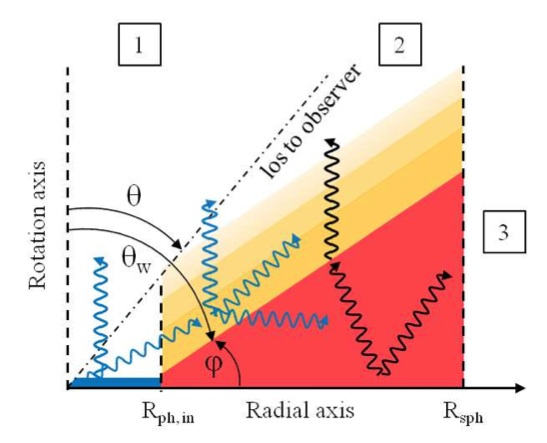 1
2
los to observer
Rotation axis
θ
θw
3
φ
Rph, in
Radial axis
Rsph